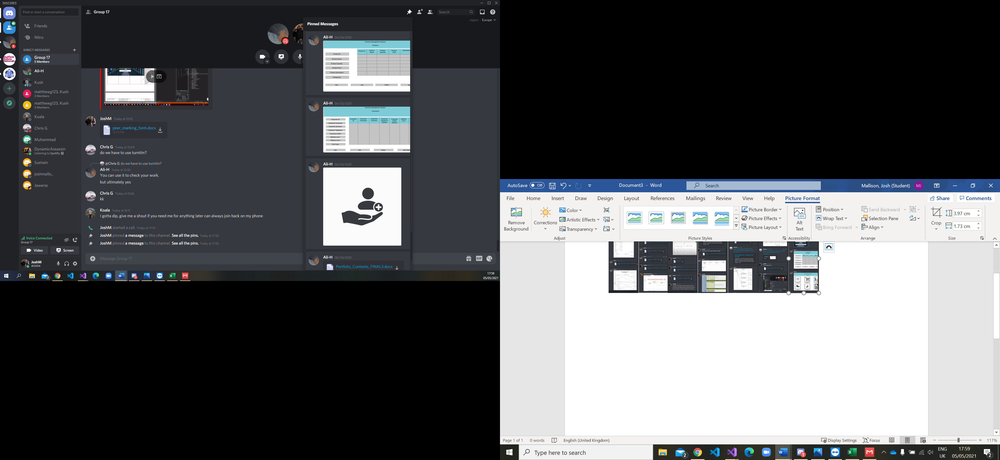 DISCORD
Find or start a conversation
Friends
Nitro
DIRECT MESSAGES
Group 17
5 Members
Ali-H
Kush
matthewg123, Kush
3 Members
matthewg123, Kush
3 Members
Koala
Chris G
Muhammad
DynamicAssassin
Listening to Spotify
Sushain
joshmallo_
Jaweria
Voice Connected
Group 17
Video
Screen
JoshM
#5494
Sheffield
Hallam
University
1
Group 17
Search
region Europe
JoshM Today at 13:53
peer_marking_form.docx
15.75 KB
Chris G Today at 15:09
do we have to use turnitin?
@Chris G do we have to use turnitin?
Ali-H Today at 15:33
You can use it to check your work.
but ultimately yes
Chris G Today at 15:36
kk
Koala Today at 16:11
I gotta dip, give me a shout if you need me for anything later can always join back on my phone
JoshM started a call. Today at 17:10
JoshM pinned a message to this channel. See all the pins. Today at 17:53
JoshM pinned a message to this channel. See all the pins. Today at 17:53
Message Group 17
GIF
Pinned Messages
Ali-H 04/03/2021
Inventory Management System
Products
Product ID
Product Name
Product Quantity
Product Price
Product Description
Category(s)
Product ID
Product Name
Product Quantity
Product Price
Description
Add
Edit
Delete
Ali-H 04/03/2021
Inventory Management System
Customers
Customer ID
Customer Forename
Customer Surname
Customer Telephone
Customer E-Mail
Address Line 1
Address Line 2
Post Code
Customer ID
Customer Forename
Customer Surname
Customer Telephone Number
Customer E-Mail Address
Address Line 1
Add
Edit
Delete
Ali-H 04/03/2021
Ali-H 08/03/2021
Portfolio_Contents_FINAL3.docx
2
17:59
05/05/2021
AutoSave Off
Document3 - Word
Search
Mallison, Josh (Student)
MJ
File Home Insert Draw Design Layout References Mailings Review View Help Picture Format
Share
Comments
Remove
Background
Corrections
Color
Artistic Effects
Transparency
Adjust
Picture Styles
Picture Border
Picture Effects
Picture Layout
Alt
Text
Accessibility
Position
Wrap Text
Bring Forward
Send Backward
Selection Pane
Align
Arrange
Crop
3.97 cm
1.73 cm
Size
Page 1 of 1
0 words
English (United Kingdom)
Display Settings
Focus
117%
Type here to search
2
1
ENG
UK
17:59
05/05/2021
2